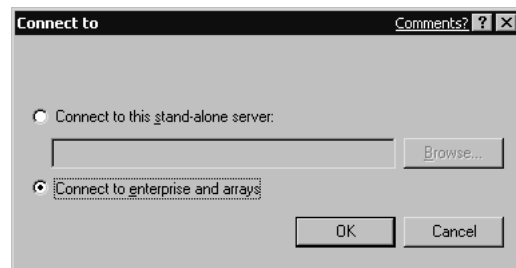 Connect to Comments? ? X
Connect to this stand-alone server:
Browse...
Connect to enterprise and arrays
OK Cancel